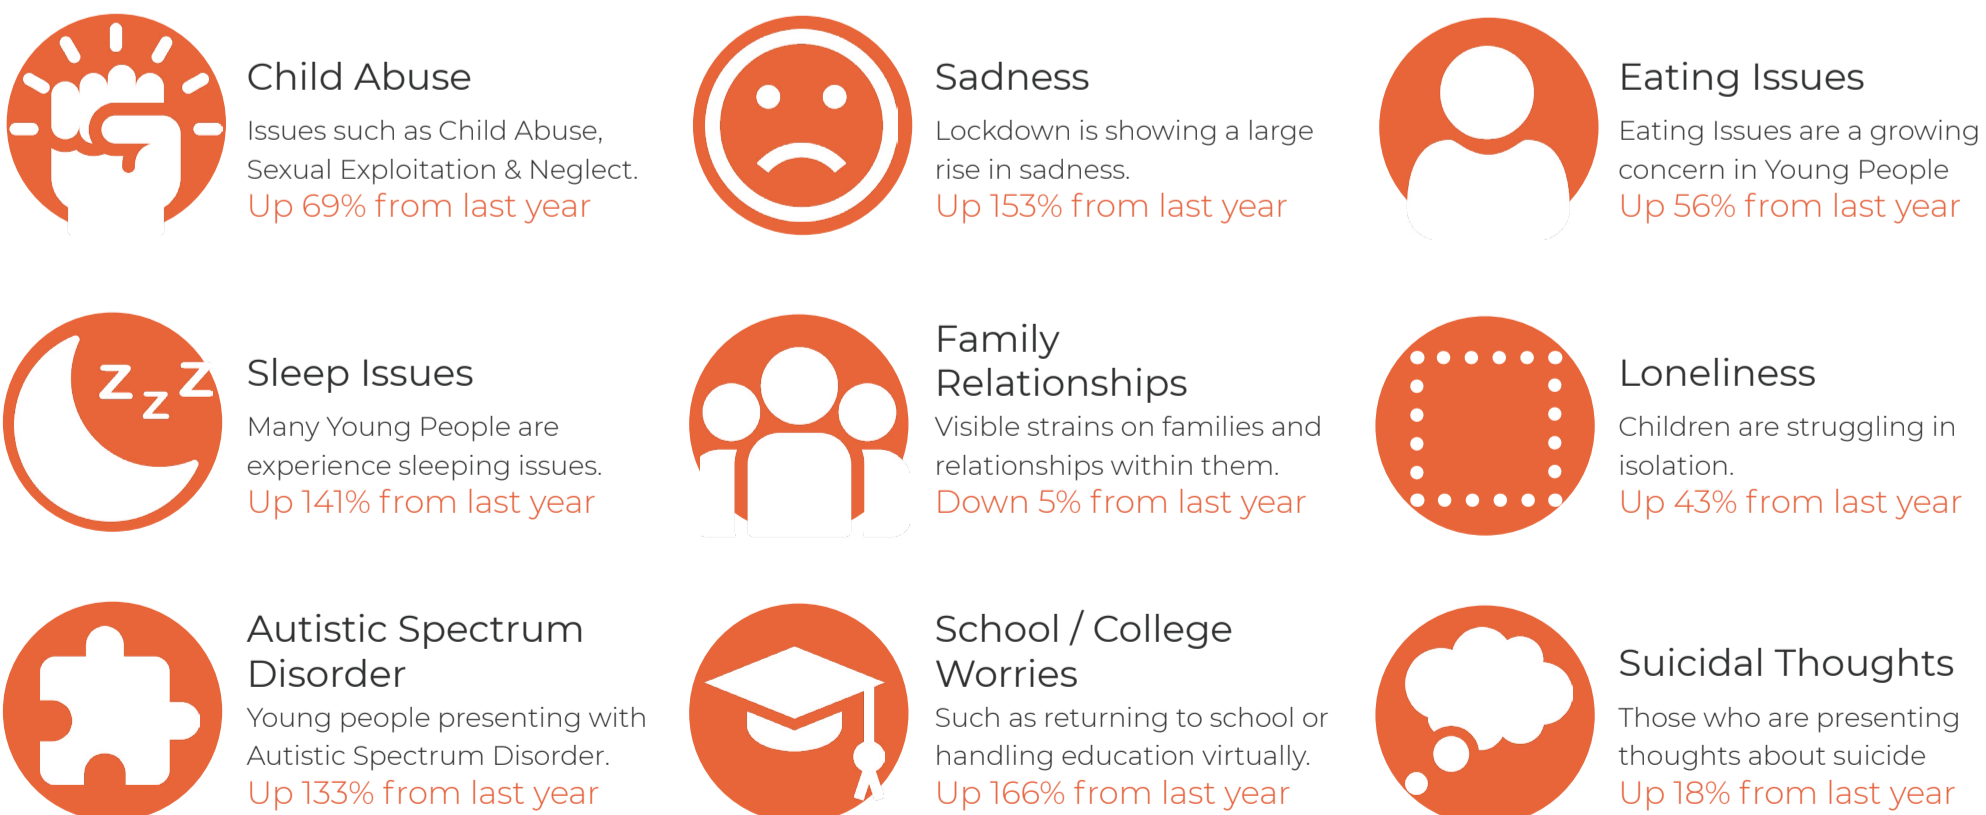 Child Abuse
Issues such as Child Abuse,
Sexual Exploitation & Neglect.
Up 69% from last year
Sadness
Lockdown is showing a large
rise in sadness.
Up 153% from last year
Eating Issues
Eating Issues are a growing
concern in Young People
Up 56% from last year
z z z
Sleep Issues
Many Young People are
experience sleeping issues.
Up 141% from last year
Family
Relationships
Visible strains on families and
relationships within them.
Down 5% from last year
Loneliness
Children are struggling in
isolation.
Up 43% from last year
Autistic Spectrum
Disorder
Young people presenting with
Autistic Spectrum Disorder.
Up 133% from last year
School / College
Worries
Such as returning to school or
handling education virtually.
Up 166% from last year
Suicidal Thoughts
Those who are presenting
thoughts about suicide
Up 18% from last year